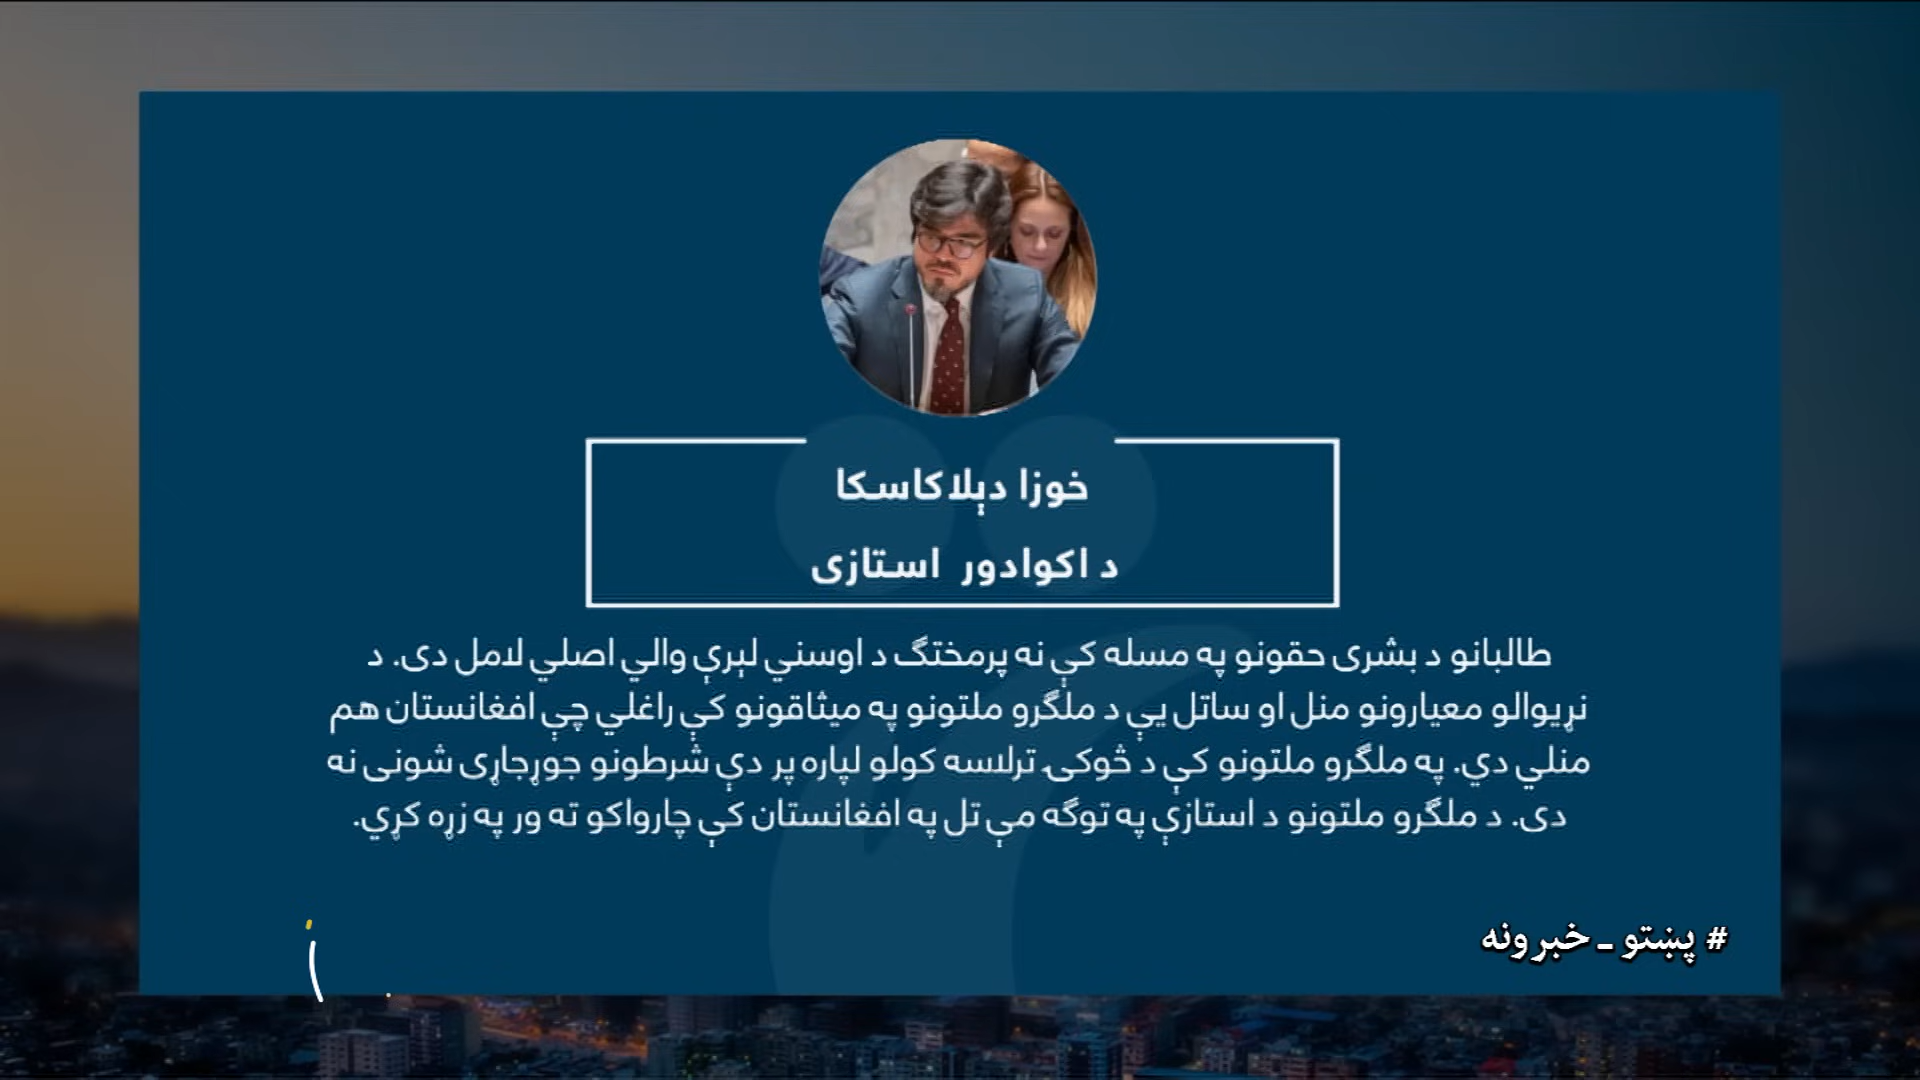 خوزا دېلاکاسکا
د اکوادور استازی
طالبانو د بشری حقونو په مسله کې نه پرمختګ د اوسني لېرې والي اصلي لامل دی. د
نړیوالو معیارونو منل او ساتل یې د ملګرو ملتونو په میثاقونو کې راغلي چې افغانستان هم
منلي دي. په ملګرو ملتونو کې د څوکۍ ترلاسه کولو لپاره پر دې شرطونو جوړجاړی شونی نه
دی. د ملګرو ملتونو د استازې په توګه مې تل په افغانستان کې چارواکو ته ور په زړه کړي.
# پښتو ـ خبرونه